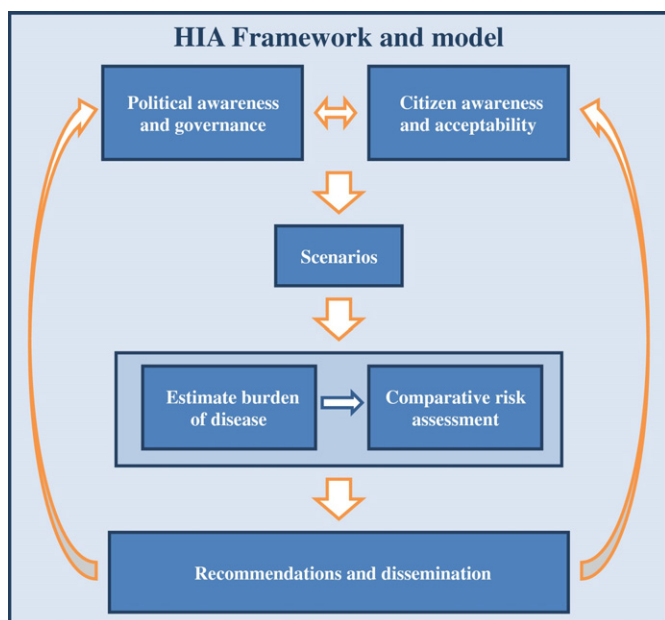 HIA Framework and model
Political awareness
and governance
Citizen awareness
and acceptability
Scenarios
Estimate burden
of disease
Comparative risk
assessment
Recommendations and dissemination